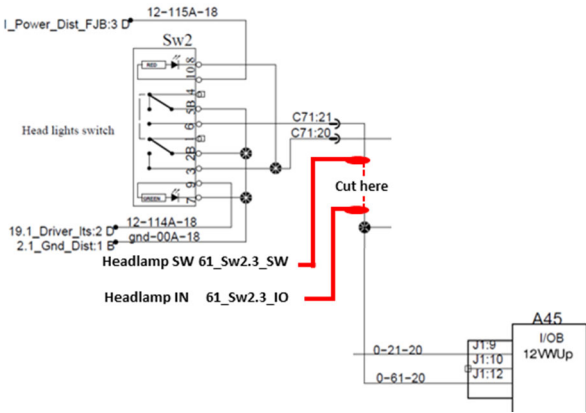 12-115A-18
I_Power_Dist_FJB:3 D
Sw2
8
RED
10
4
5B
C71:21
6
Head lights switch
C71:20
1
2B
3
Cut here
9
GREEN
7
12-114A-18
19.1_Driver_lts:2 D
gnd-00A-18
2.1_Gnd_Dist:1 B
Headlamp SW 61_Sw2.3_SW
Headlamp IN 61_Sw2.3_IO
A45
I/OB
12VWUp
J1:9
0-21-20
J1:10
J1:12
0-61-20